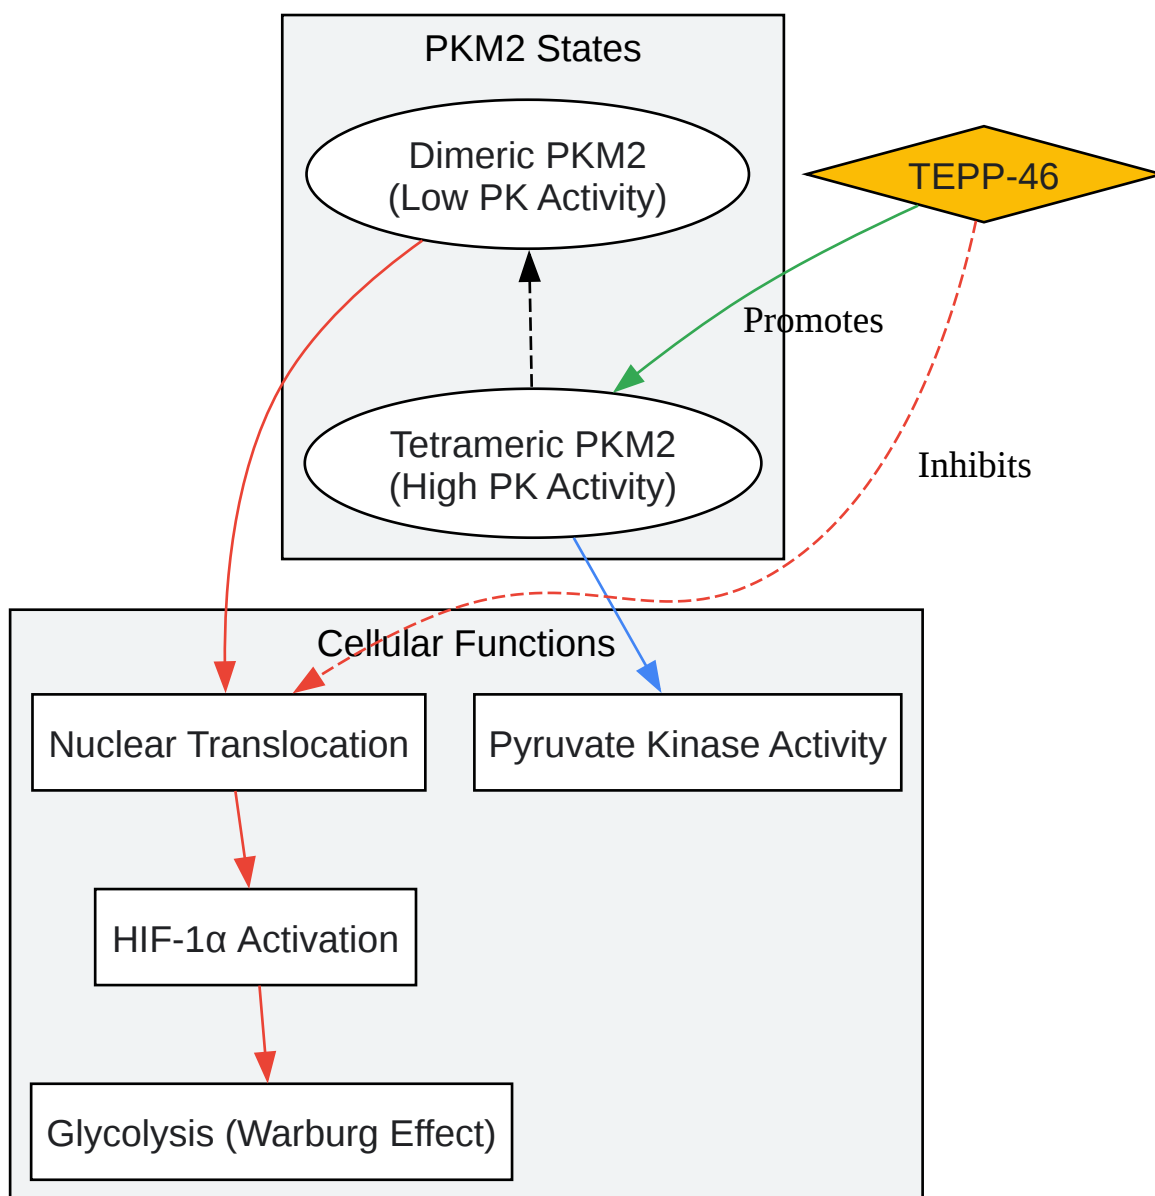 PKM2 States
Dimeric PKM2
(Low PK Activity)
TEPP-46
Promotes
Tetrameric PKM2
(High PK Activity)
Inhibits
Cellular Functions
Nuclear Translocation
Pyruvate Kinase Activity
HIF-1α Activation
Glycolysis (Warburg Effect)